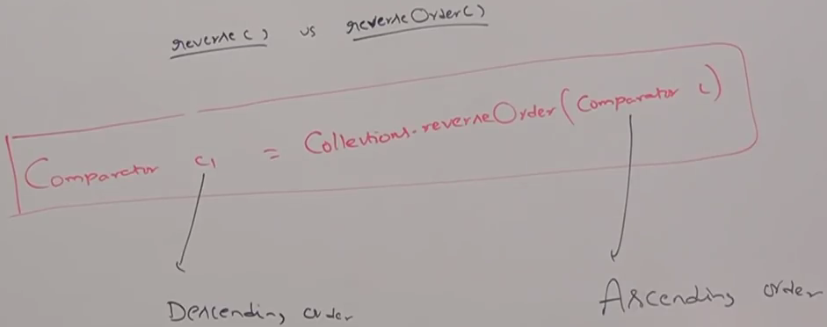 reverse() vs reverseOrder()
Comparator c1 = Collections.reverseOrder(Comparator c)
Descending order
Ascending order